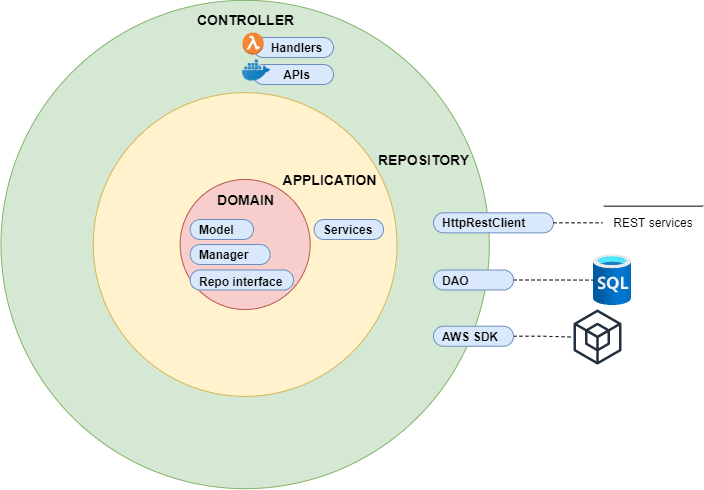 CONTROLLER
Handlers
APIs
REPOSITORY
APPLICATION
DOMAIN
Model
Services
Manager
Repo interface
HttpRestClient
REST services
DAO
SQL
AWS SDK